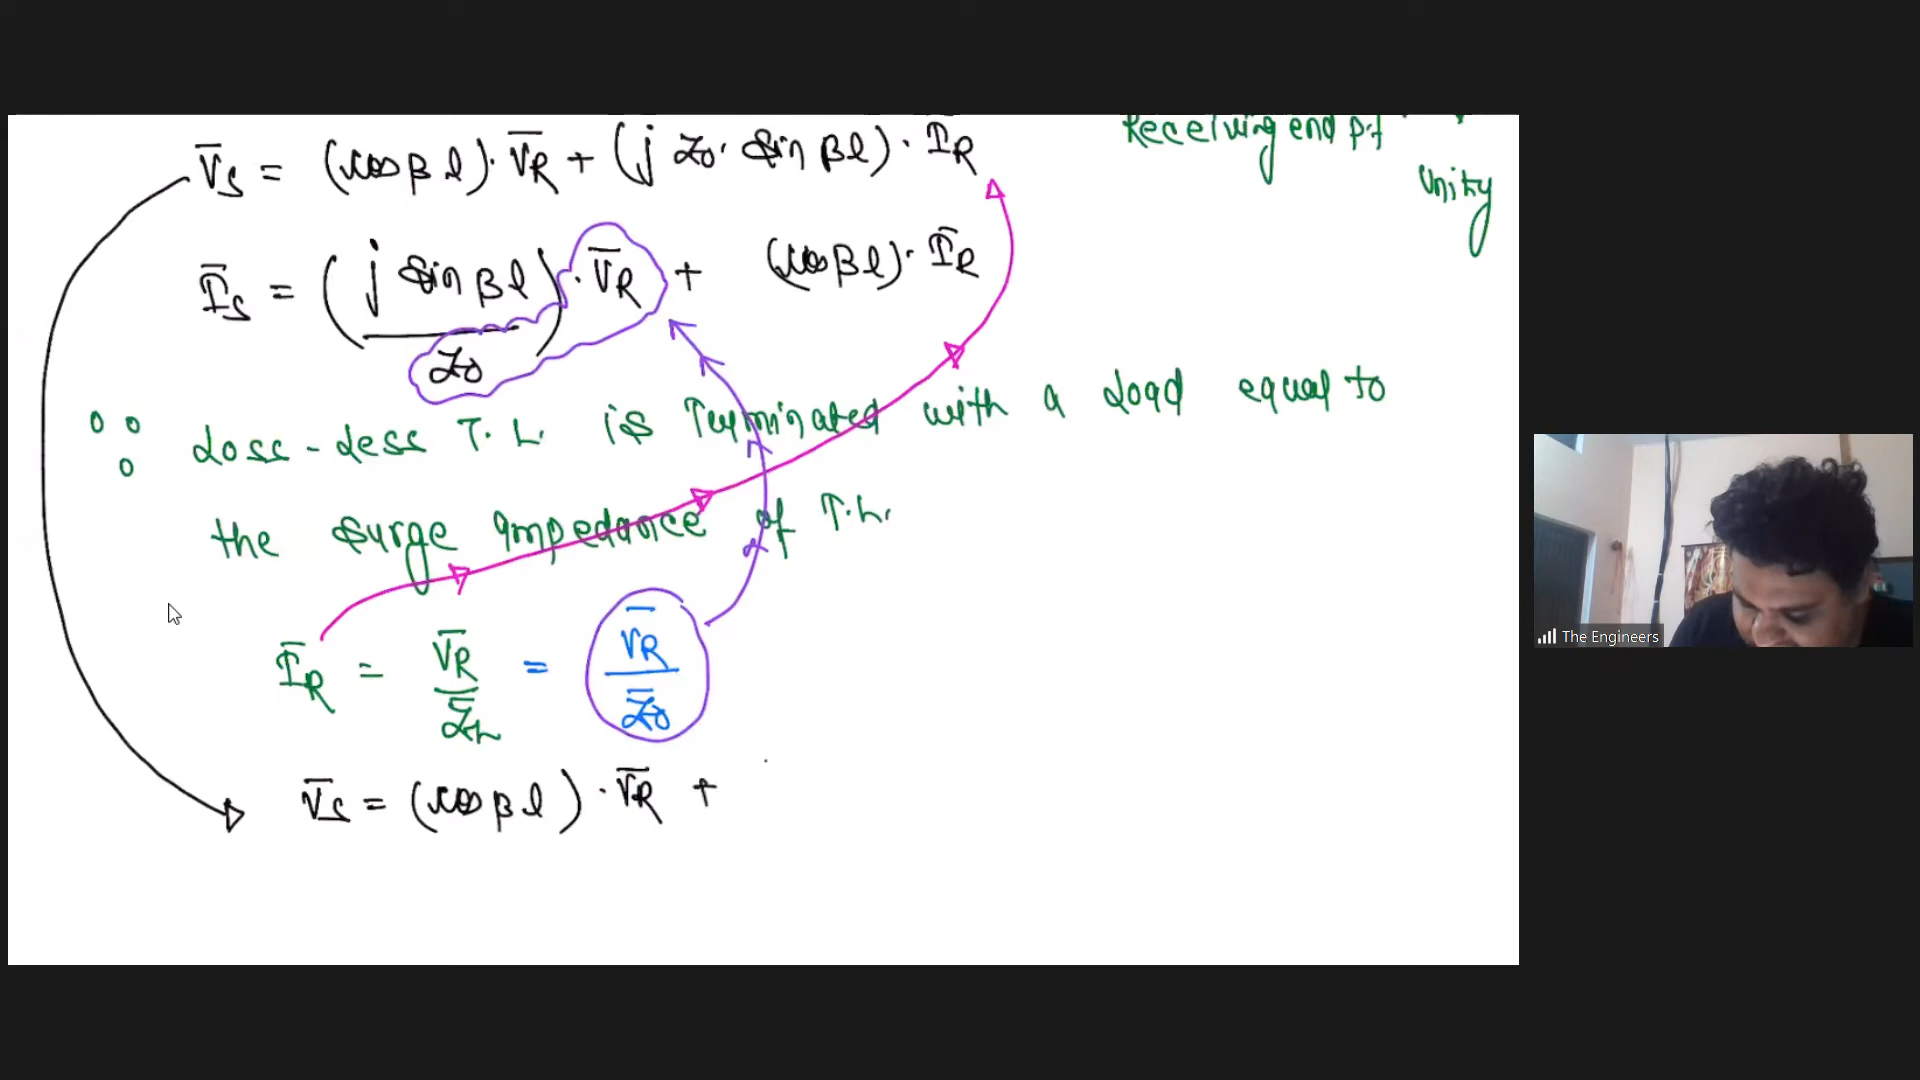 V̄s = (cos βl)·V̄R + (j Z0· sin βl)·ĪR
Receiving end p.f
Unity
Īs = (j sin βl / Z0)·V̄R + (cos βl)·ĪR
∵ Loss-Less T.L. is Terminated with a Load equal to
the Surge impedance of T.L.
ĪR = V̄R / Z̄L = V̄R / Z̄0
V̄s = (cos βl)·V̄R +
The Engineers